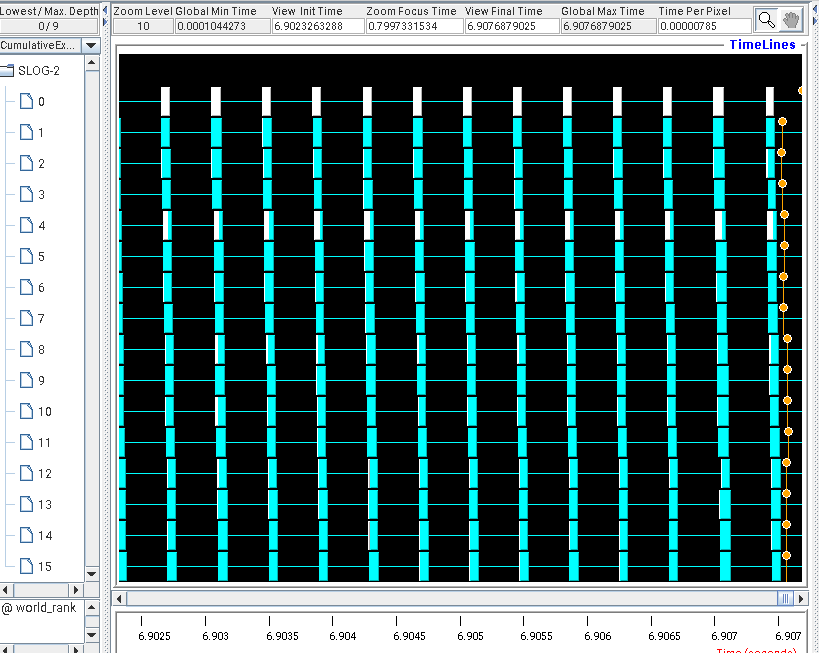 Lowest / Max. Depth Zoom Level Global Min Time View Init Time Zoom Focus Time View Final Time Global Max Time Time Per Pixel
0 / 9 10 0.0001044273 6.9023263288 0.7997331534 6.9076879025 6.9076879025 0.00000785
CumulativeEx... TimeLines
SLOG-2
0
1
2
3
4
5
6
7
8
9
10
11
12
13
14
15
@ world_rank
6.9025 6.903 6.9035 6.904 6.9045 6.905 6.9055 6.906 6.9065 6.907 6.907
Time (seconds)